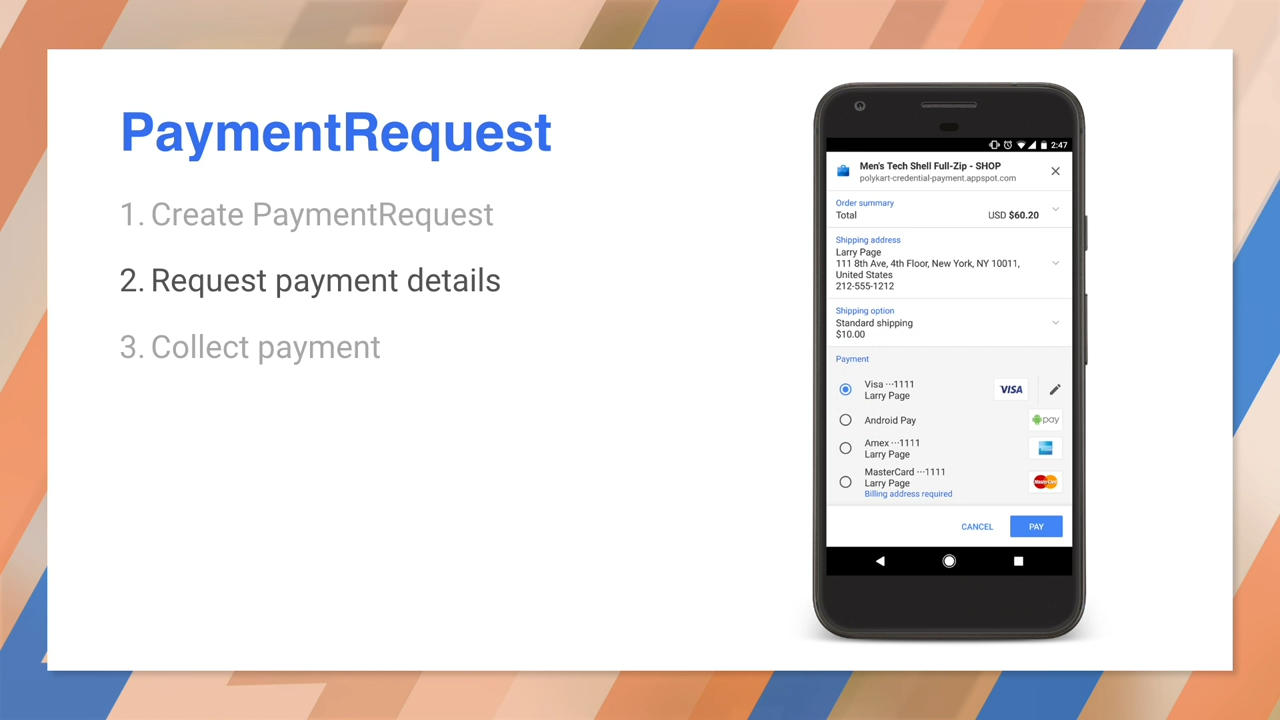 PaymentRequest
1. Create PaymentRequest
2. Request payment details
3. Collect payment
2:47
Men's Tech Shell Full-Zip - SHOP
polykart-credential-payment.appspot.com
Order summary
Total USD $60.20
Shipping address
Larry Page
111 8th Ave, 4th Floor, New York, NY 10011,
United States
212-555-1212
Shipping option
Standard shipping
$10.00
Payment
Visa ···1111
Larry Page
VISA
Android Pay
pay
Amex ···1111
Larry Page
MasterCard ···1111
Larry Page
Billing address required
MasterCard
CANCEL PAY